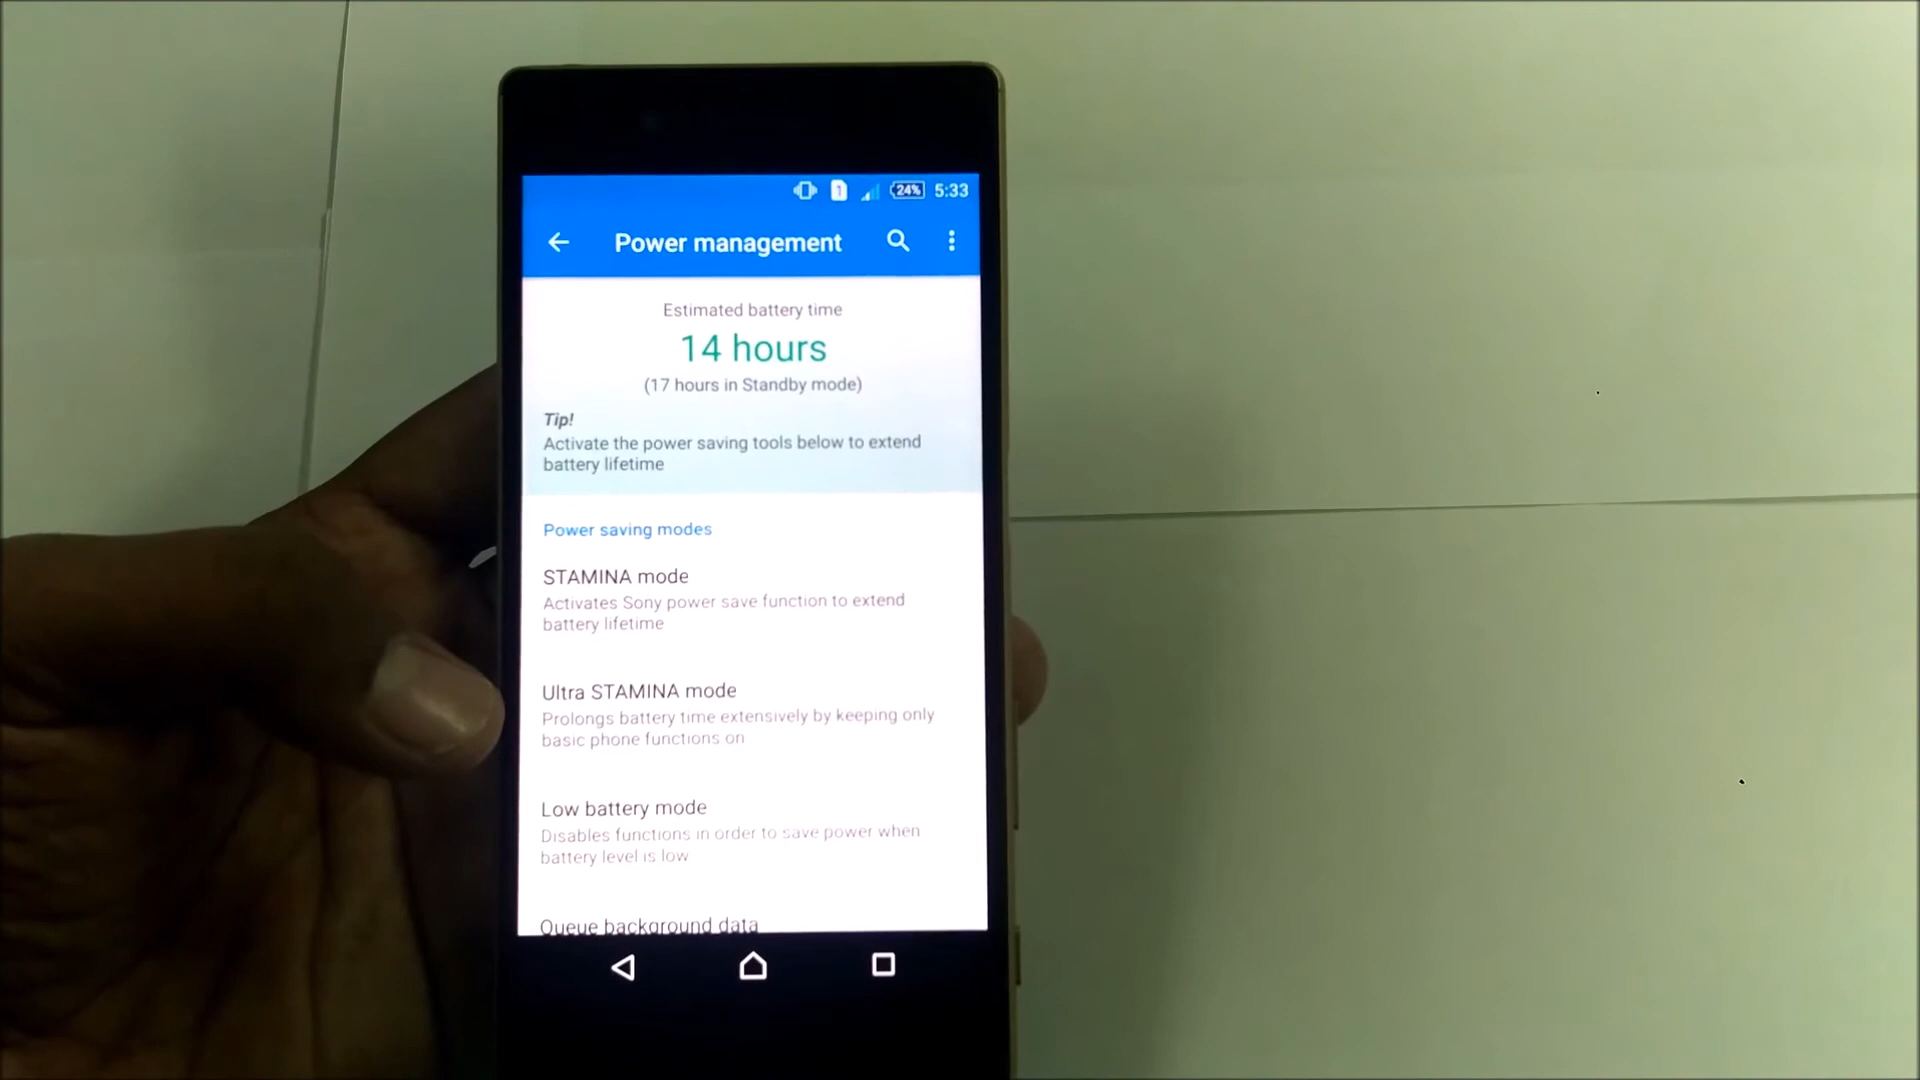 1 24% 5:33
Power management
Estimated battery time
14 hours
(17 hours in Standby mode)
Tip!
Activate the power saving tools below to extend
battery lifetime
Power saving modes
STAMINA mode
Activates Sony power save function to extend
battery lifetime
Ultra STAMINA mode
Prolongs battery time extensively by keeping only
basic phone functions on
Low battery mode
Disables functions in order to save power when
battery level is low
Queue background data